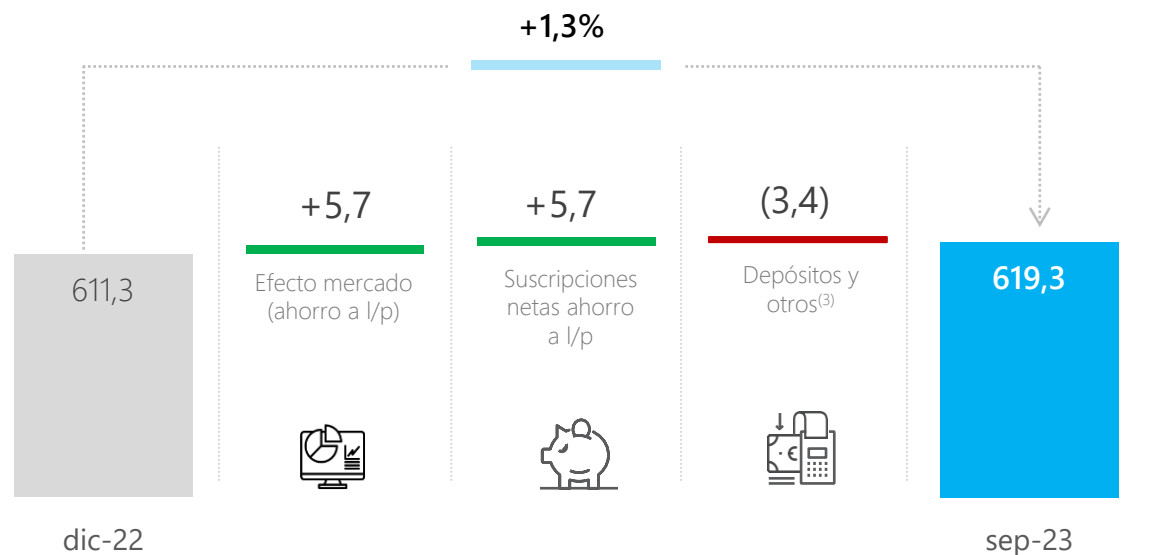 +1,3%
611,3
+5,7
Efecto mercado
(ahorro a l/p)
+5,7
Suscripciones
netas ahorro
a l/p
(3,4)
Depósitos y
otros(3)
€
619,3
dic-22
sep-23